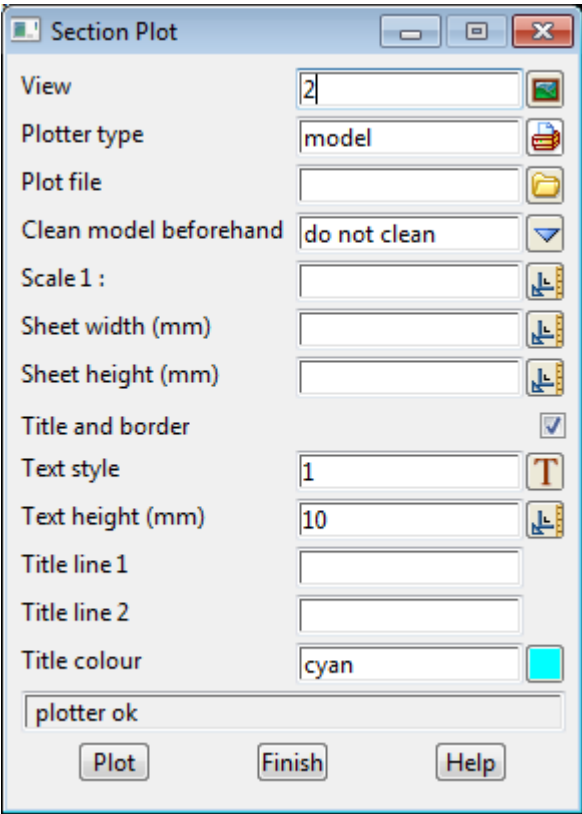 Section Plot
View 2
Plotter type model
Plot file
Clean model beforehand do not clean
Scale 1 :
Sheet width (mm)
Sheet height (mm)
Title and border
Text style 1 T
Text height (mm) 10
Title line 1
Title line 2
Title colour cyan
plotter ok
Plot Finish Help